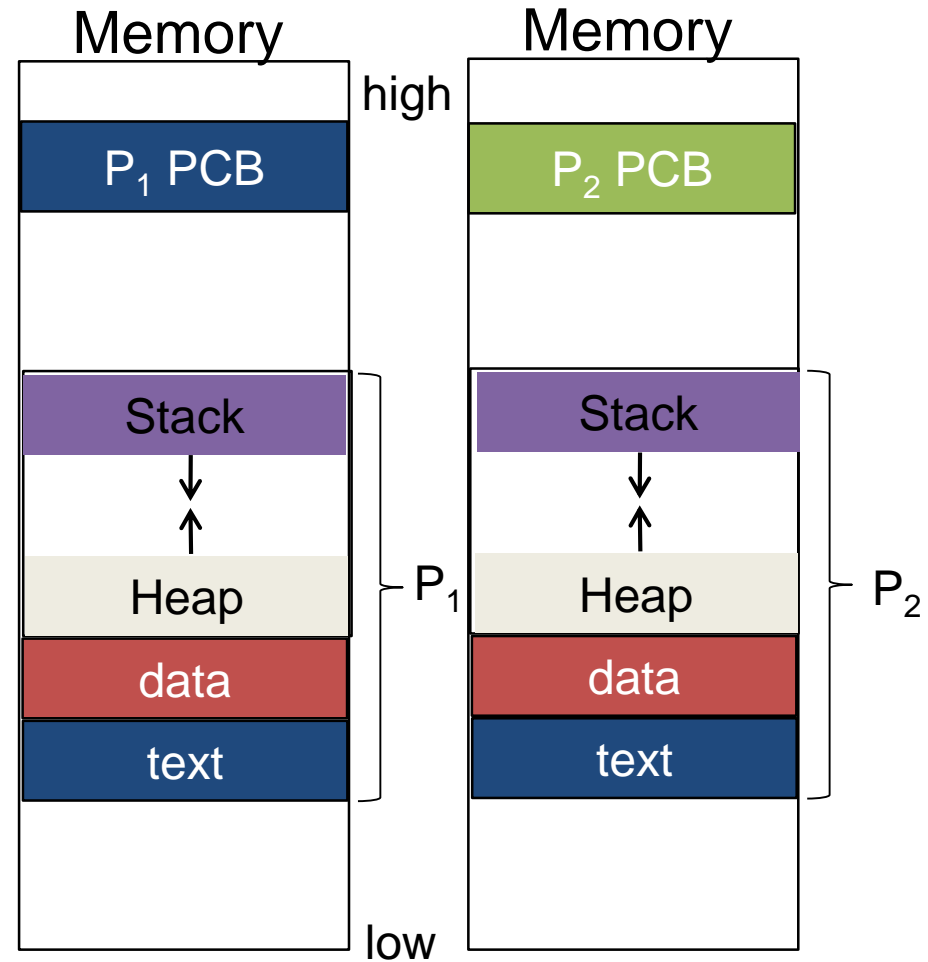 Memory
high
P₁ PCB
Stack
Heap
P₁
data
text
low
Memory
P₂ PCB
Stack
Heap
P₂
data
text